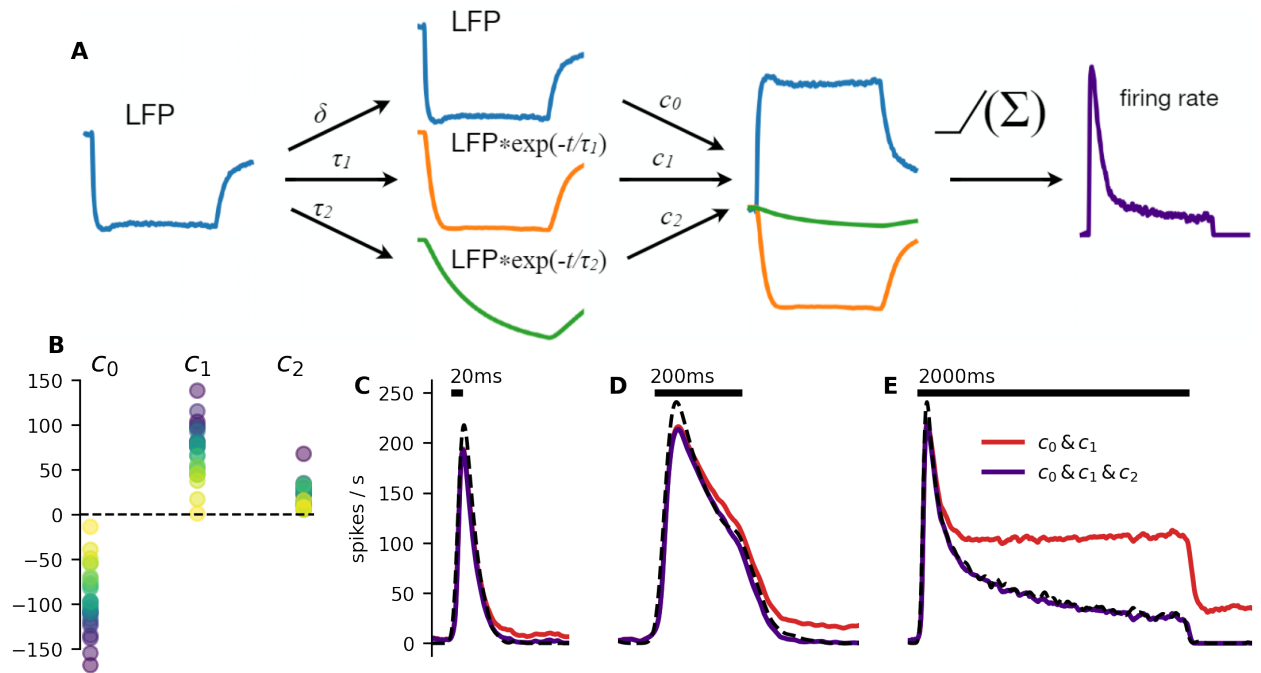 A
LFP
δ
τ1
τ2
LFP
LFP*exp(-t/τ1)
LFP*exp(-t/τ2)
c0
c1
c2
(Σ)
firing rate
B
c0 c1 c2
150
100
50
0
−50
−100
−150
C
20ms
D
200ms
E
2000ms
250
200
150
100
50
0
spikes / s
c0 & c1
c0 & c1 & c2